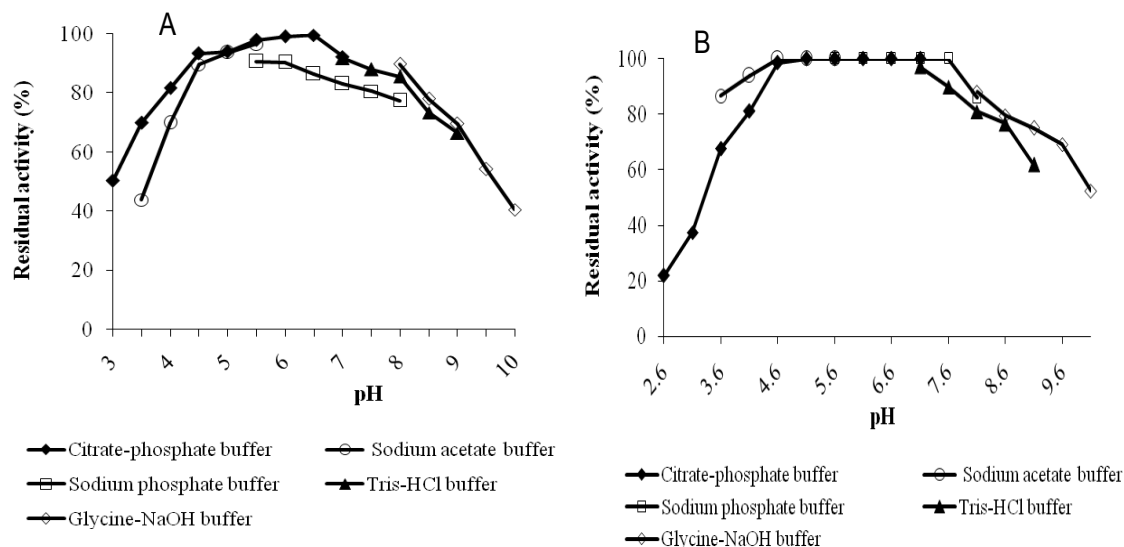 A
Residual activity (%)
100
80
60
40
20
0
3
4
5
6
7
8
9
10
pH
Citrate-phosphate buffer
Sodium acetate buffer
Sodium phosphate buffer
Tris-HCl buffer
Glycine-NaOH buffer
B
Residual activity (%)
100
80
60
40
20
0
2.6
3.6
4.6
5.6
6.6
7.6
8.6
9.6
pH
Citrate-phosphate buffer
Sodium acetate buffer
Sodium phosphate buffer
Tris-HCl buffer
Glycine-NaOH buffer